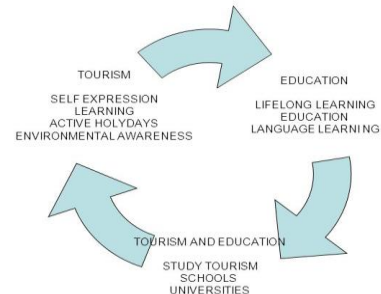 TOURISM
SELF EXPRESSION
LEARNING
ACTIVE HOLYDAYS
ENVIRONMENTAL AWARENESS
EDUCATION
LIFELONG LEARNING
EDUCATION
LANGUAGE LEARNING
TOURISM AND EDUCATION
STUDY TOURISM
SCHOOLS
UNIVERSITIES